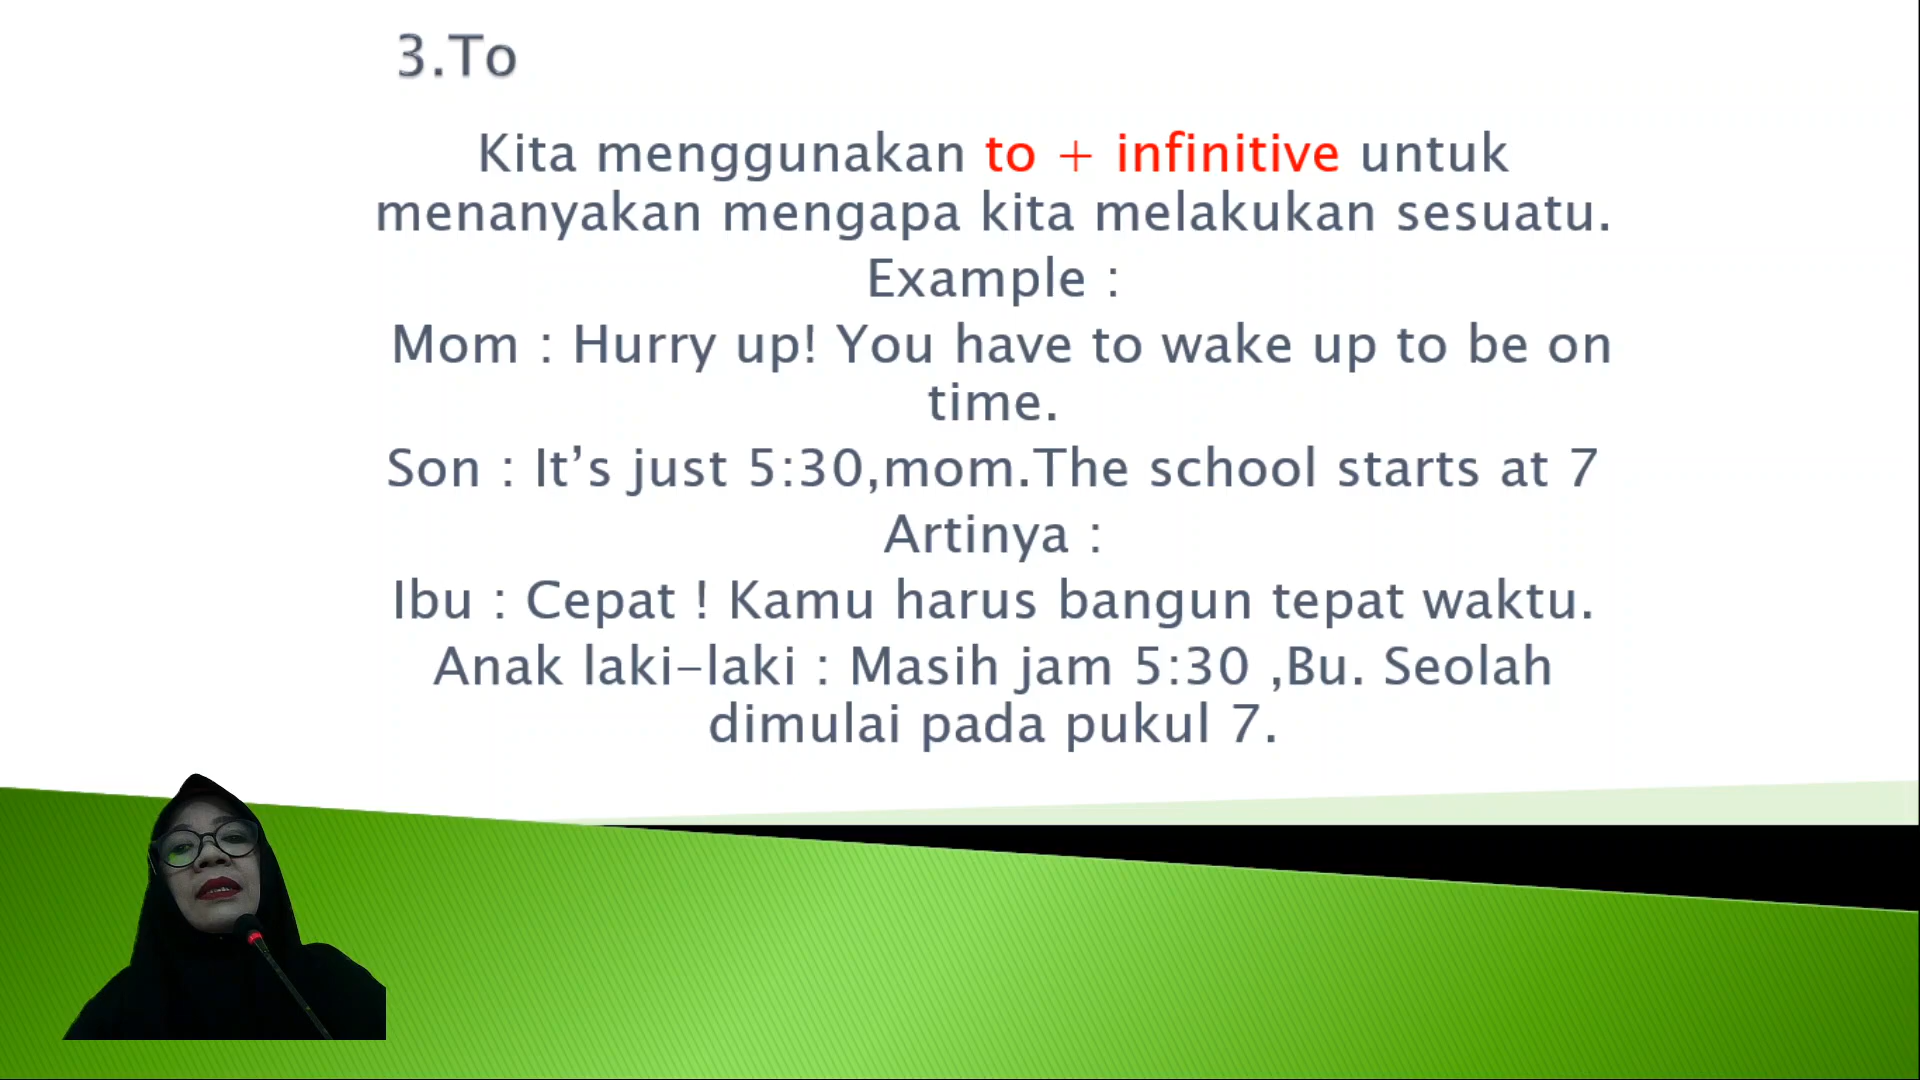 3.To
Kita menggunakan to + infinitive untuk
menanyakan mengapa kita melakukan sesuatu.
Example :
Mom : Hurry up! You have to wake up to be on
time.
Son : It’s just 5:30,mom.The school starts at 7
Artinya :
Ibu : Cepat ! Kamu harus bangun tepat waktu.
Anak laki-laki : Masih jam 5:30 ,Bu. Seolah
dimulai pada pukul 7.